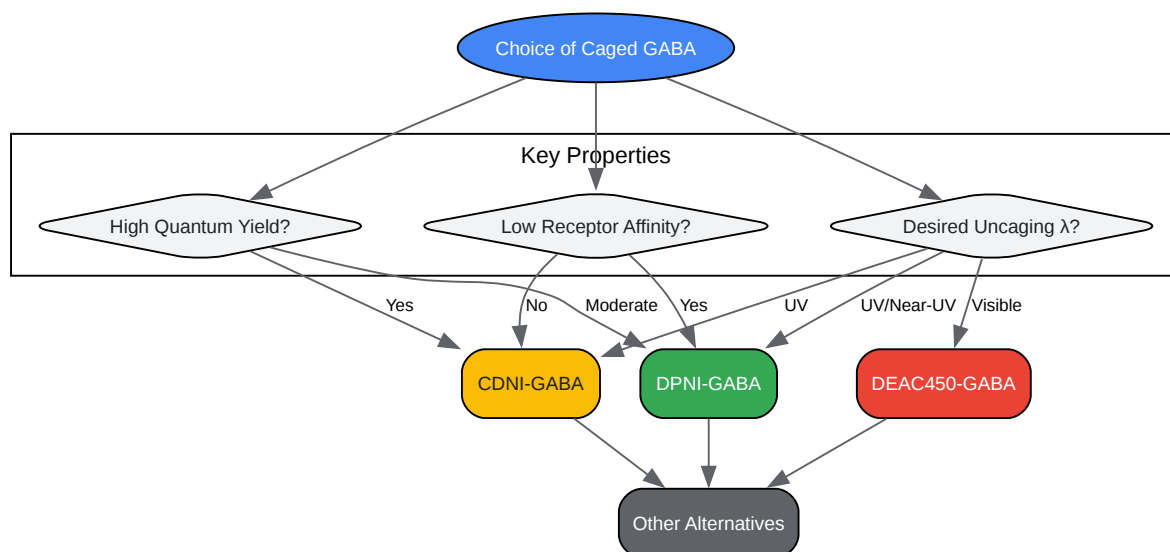 Choice of Caged GABA
Key Properties
High Quantum Yield?
Low Receptor Affinity?
Desired Uncaging λ?
Yes
No
Moderate
Yes
UV
UV/Near-UV
Visible
CDNI-GABA
DPNI-GABA
DEAC450-GABA
Other Alternatives